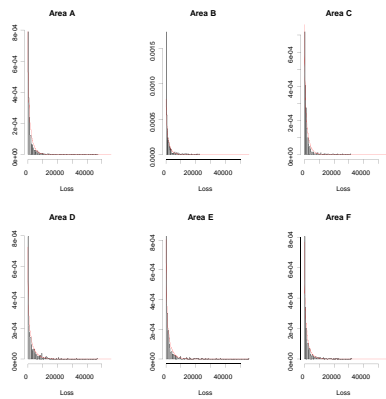 Area A
Area B
Area C
0e+00 2e-04 4e-04 6e-04 8e-04
0.0000 0.0005 0.0010 0.0015
0e+00 2e-04 4e-04 6e-04
0 20000 40000
0 20000 40000
0 20000 40000
Loss
Loss
Loss
Area D
Area E
Area F
0e+00 2e-04 4e-04 6e-04 8e-04
0e+00 2e-04 4e-04 6e-04 8e-04
0e+00 2e-04 4e-04 6e-04 8e-04
0 20000 40000
0 20000 40000
0 20000 40000
Loss
Loss
Loss